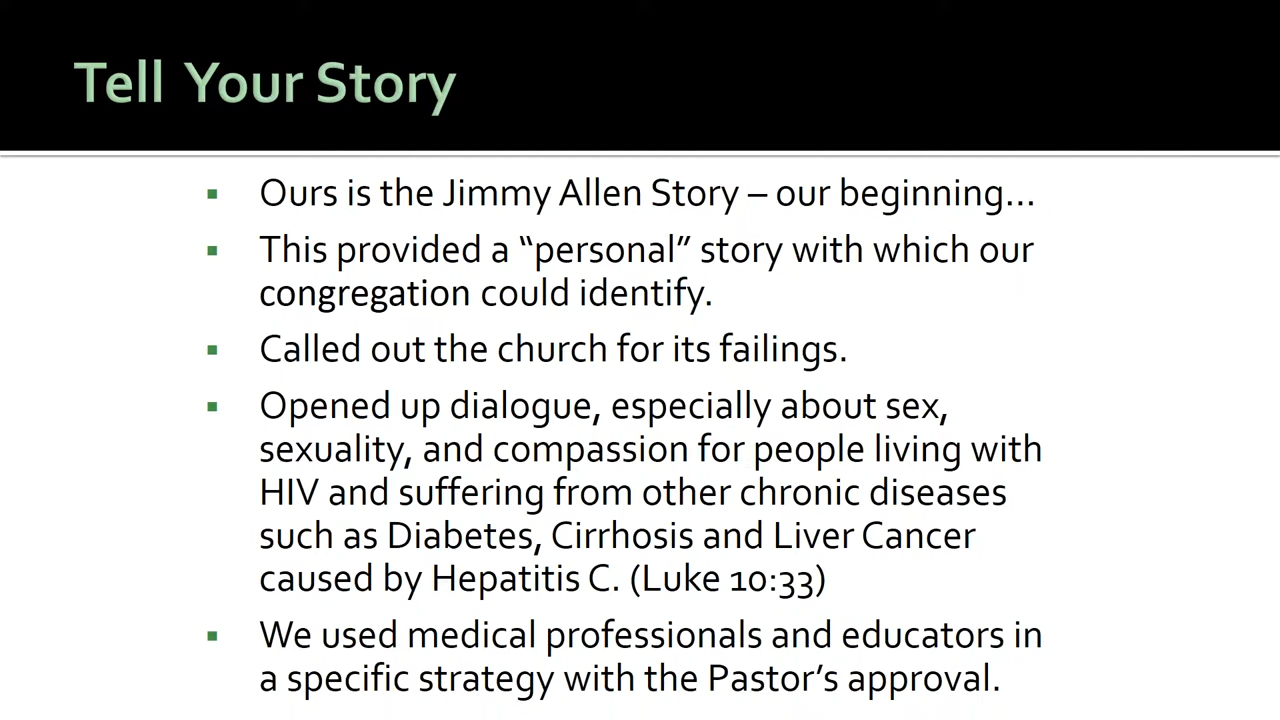 Tell Your Story
▪ Ours is the Jimmy Allen Story – our beginning…
▪ This provided a “personal” story with which our
congregation could identify.
▪ Called out the church for its failings.
▪ Opened up dialogue, especially about sex,
sexuality, and compassion for people living with
HIV and suffering from other chronic diseases
such as Diabetes, Cirrhosis and Liver Cancer
caused by Hepatitis C. (Luke 10:33)
▪ We used medical professionals and educators in
a specific strategy with the Pastor’s approval.